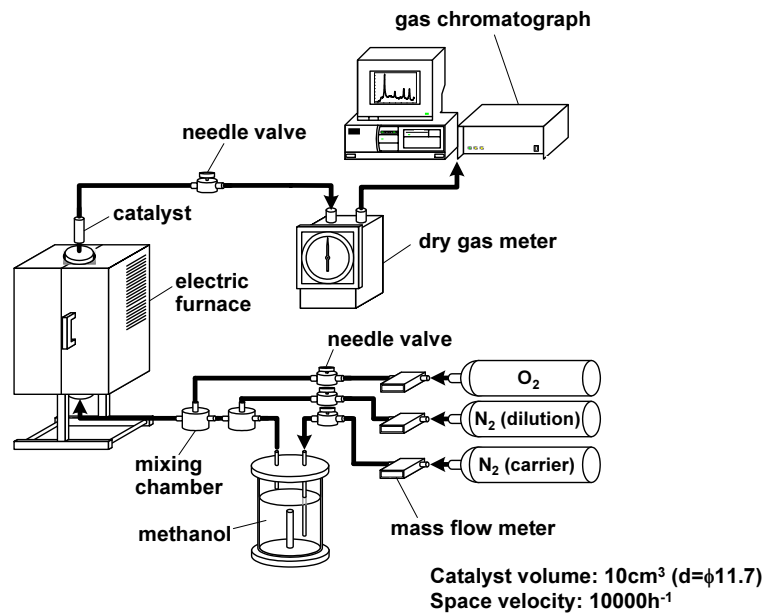 gas chromatograph
needle valve
catalyst
dry gas meter
electric
furnace
needle valve
O₂
N₂ (dilution)
N₂ (carrier)
mixing
chamber
methanol
mass flow meter
Catalyst volume: 10cm³ (d=ϕ11.7)
Space velocity: 10000h⁻¹